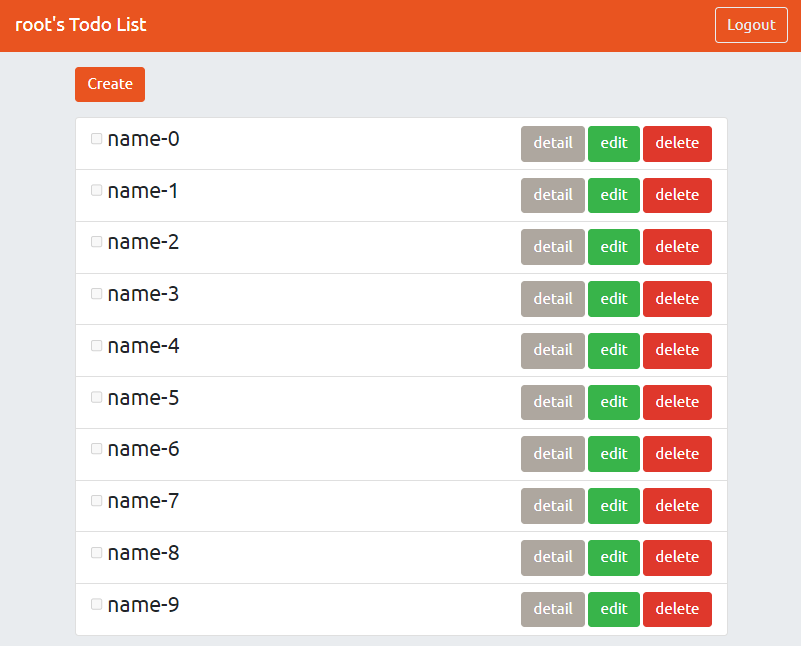 root's Todo List Logout
Create
name-0 detail edit delete
name-1 detail edit delete
name-2 detail edit delete
name-3 detail edit delete
name-4 detail edit delete
name-5 detail edit delete
name-6 detail edit delete
name-7 detail edit delete
name-8 detail edit delete
name-9 detail edit delete